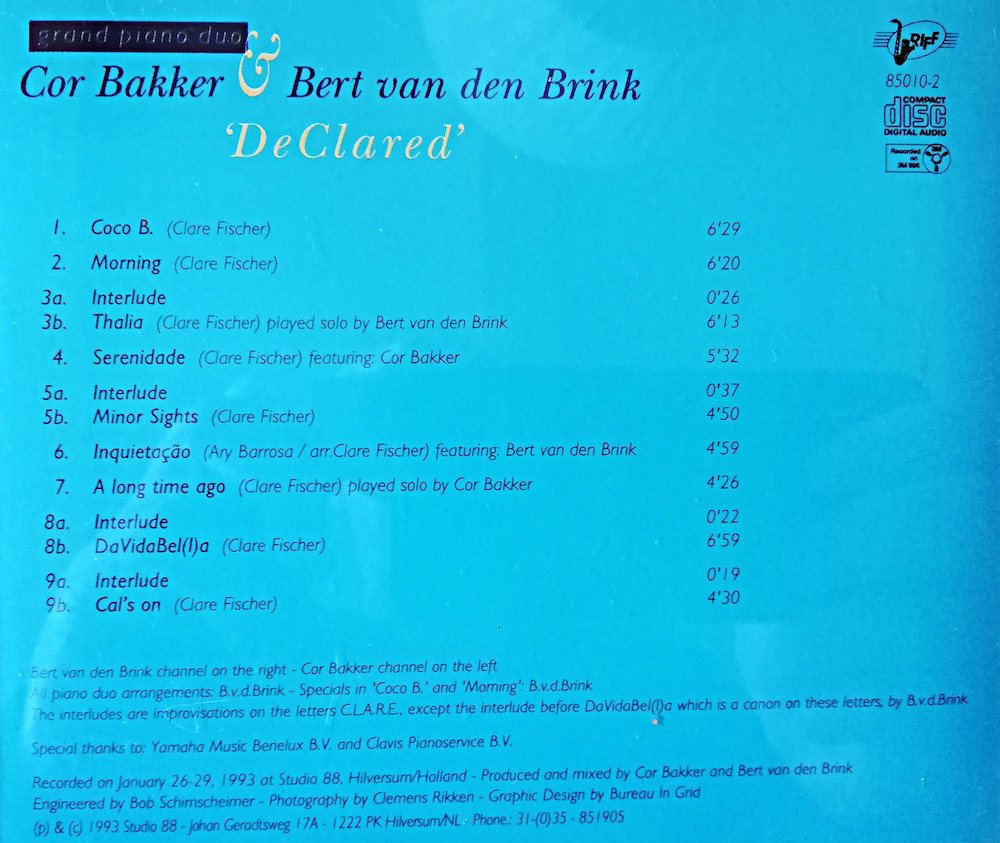 grand piano duo
Cor Bakker & Bert van den Brink
'DeClared'
RIFF
85010-2
COMPACT
disc
DIGITAL AUDIO
Recorded
on
3M 996
3M
1. Coco B. (Clare Fischer) 6'29
2. Morning (Clare Fischer) 6'20
3a. Interlude 0'26
3b. Thalia (Clare Fischer) played solo by Bert van den Brink 6'13
4. Serenidade (Clare Fischer) featuring: Cor Bakker 5'32
5a. Interlude 0'37
5b. Minor Sights (Clare Fischer) 4'50
6. Inquietação (Ary Barrosa / arr.Clare Fischer) featuring: Bert van den Brink 4'59
7. A long time ago (Clare Fischer) played solo by Cor Bakker 4'26
8a. Interlude 0'22
8b. DaVidaBel(l)a (Clare Fischer) 6'59
9a. Interlude 0'19
9b. Cal's on (Clare Fischer) 4'30
Bert van den Brink channel on the right - Cor Bakker channel on the left
All piano duo arrangements: B.v.d.Brink - Specials in 'Coco B.' and 'Morning': B.v.d.Brink
The interludes are improvisations on the letters C.L.A.R.E., except the interlude before DaVidaBel(l)a which is a canon on these letters, by B.v.d.Brink
Special thanks to: Yamaha Music Benelux B.V. and Clavis Pianoservice B.V.
Recorded on January 26-29, 1993 at Studio 88, Hilversum/Holland - Produced and mixed by Cor Bakker and Bert van den Brink
Engineered by Bob Schimscheimer - Photography by Clemens Rikken - Graphic Design by Bureau In Grid
(p) & (c) 1993 Studio 88 - Johan Geradtsweg 17A - 1222 PK Hilversum/NL - Phone.: 31-(0)35 - 851905